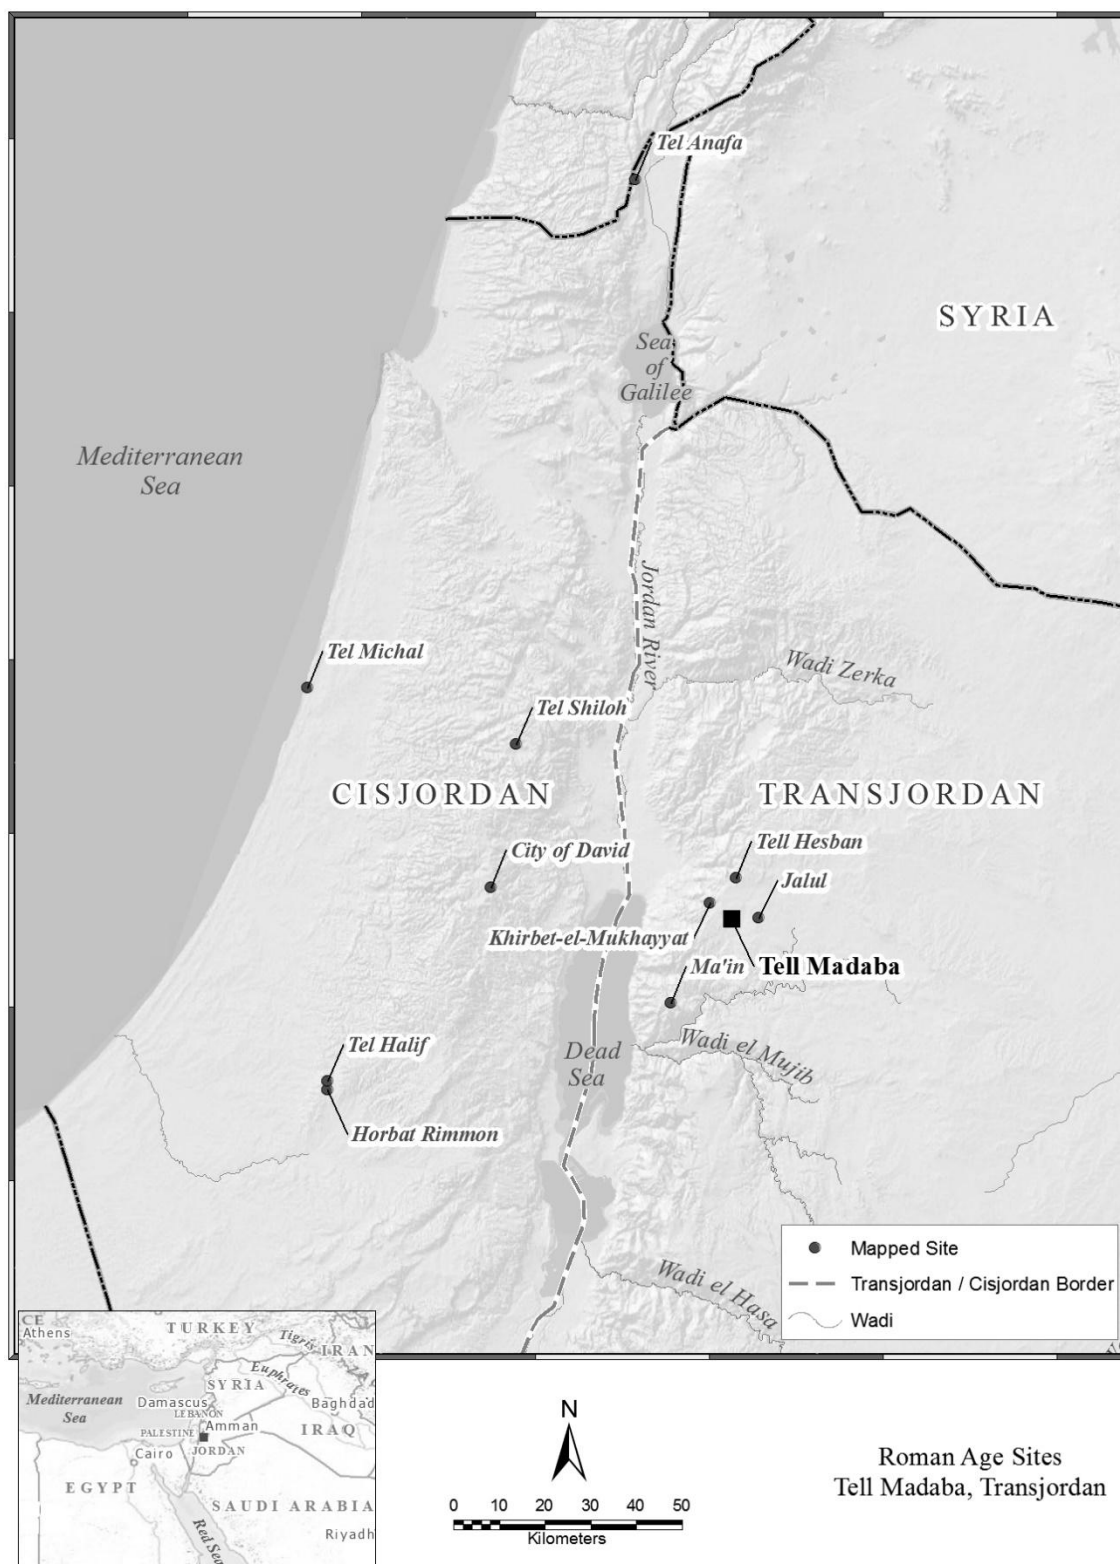 Tel Anafa
SYRIA
Sea
of
Galilee
Mediterranean
Sea
Jordan River
Tel Michal
Wadi Zerka
Tel Shiloh
CISJORDAN
TRANSJORDAN
Tell Hesban
City of David
Jalul
Khirbet-el-Mukhayyat
Ma'in
Tell Madaba
Tel Halif
Dead
Sea
Wadi el Mujib
Horbat Rimmon
Wadi el Hasa
Mapped Site
Transjordan / Cisjordan Border
Wadi
CE
Athens
TURKEY
Tigris
IRAN
SYRIA
Euphrates
Mediterranean
Sea
Damascus
LEBANON
Baghdad
PALESTINE
Amman
IRAQ
Cairo
JORDAN
EGYPT
SAUDI ARABIA
Red Sea
Riyadh
N
0 10 20 30 40 50
Kilometers
Roman Age Sites
Tell Madaba, Transjordan